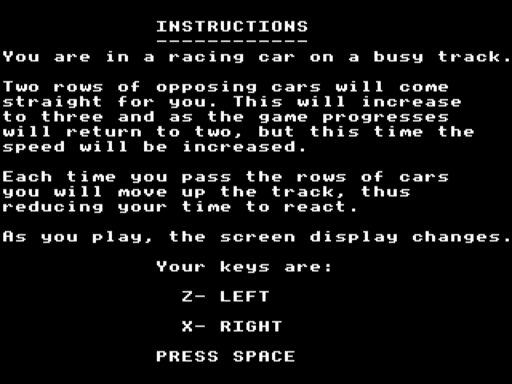 INSTRUCTIONS
------------
You are in a racing car on a busy track.
Two rows of opposing cars will come
straight for you. This will increase
to three and as the game progresses
will return to two, but this time the
speed will be increased.
Each time you pass the rows of cars
you will move up the track, thus
reducing your time to react.
As you play, the screen display changes.
Your keys are:
Z- LEFT
X- RIGHT
PRESS SPACE